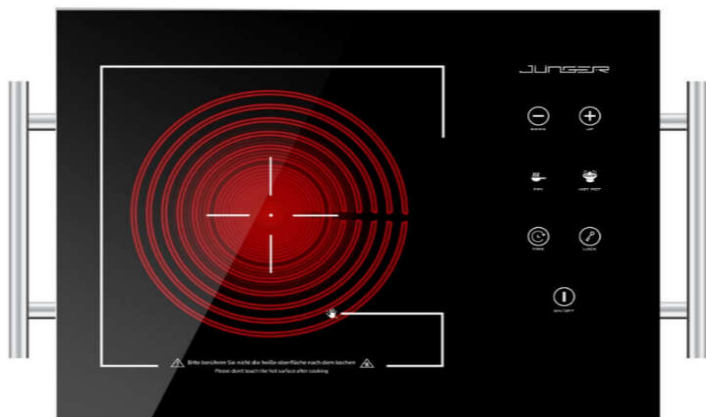 JUNGER
DOWN
UP
PAN
HOT POT
TIME
LOCK
ON/OFF
Bitte berühren Sie nicht die heiße oberfläche nach dem kochen
Please don't touch the hot surface after cooking